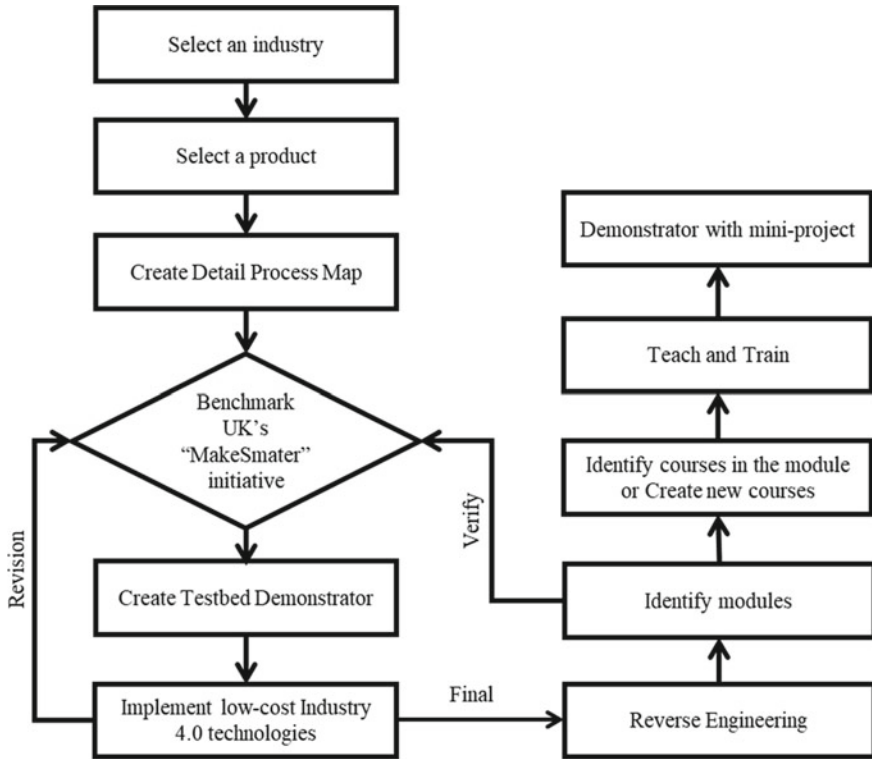 Select an industry
Select a product
Create Detail Process Map
Benchmark
UK's
“MakeSmater”
initiative
Revision
Create Testbed Demonstrator
Implement low-cost Industry
4.0 technologies
Final
Verify
Demonstrator with mini-project
Teach and Train
Identify courses in the module
or Create new courses
Identify modules
Reverse Engineering